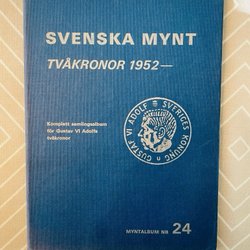 SVENSKA MYNT
TVÅKRONOR 1952—
Komplett samlingsalbum
för Gustav VI Adolfs
tvåkronor
GUSTAF VI ADOLF SVERIGES KONUNG
MYNTALBUM NR 24